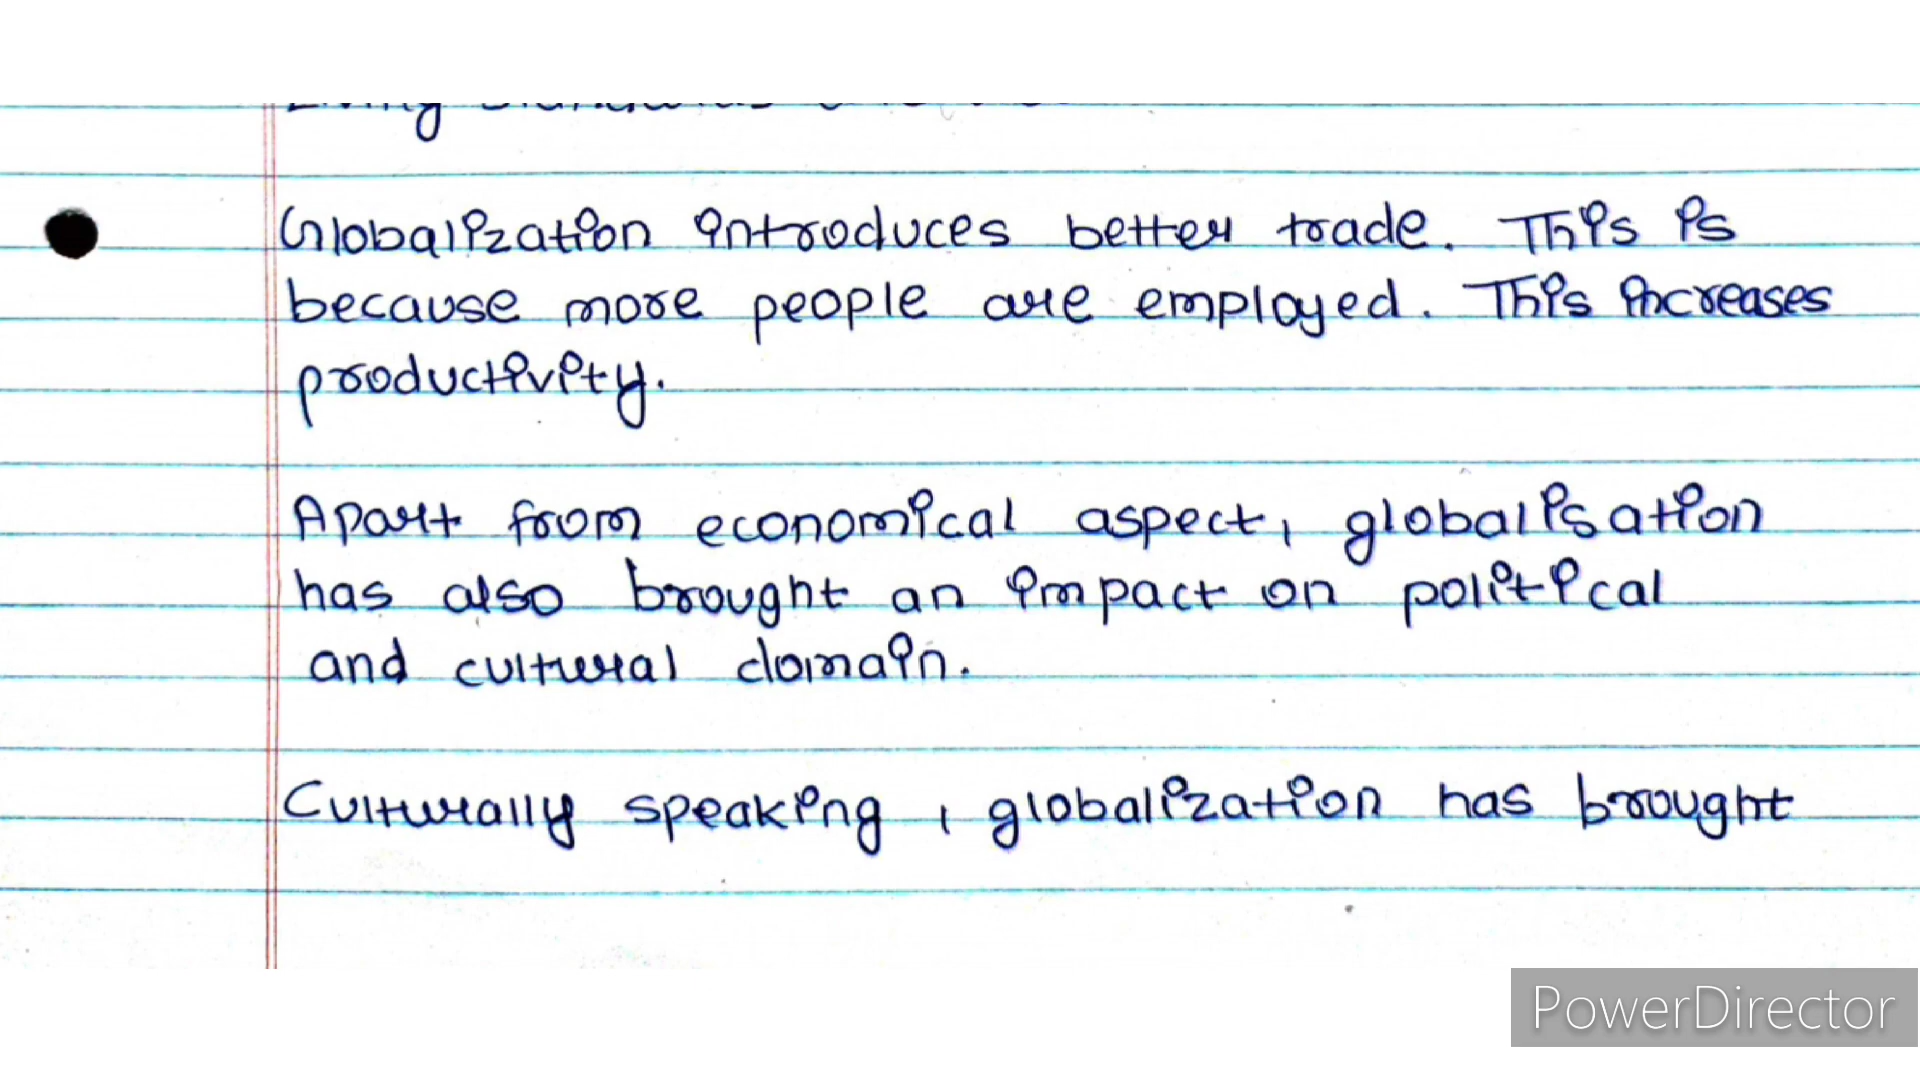 Living
Globalization introduces better trade. This is
because more people are employed. This increases
productivity.
Apart from economical aspect, globalisation
has also brought an impact on political
and cultural domain.
Culturally speaking, globalization has brought
PowerDirector